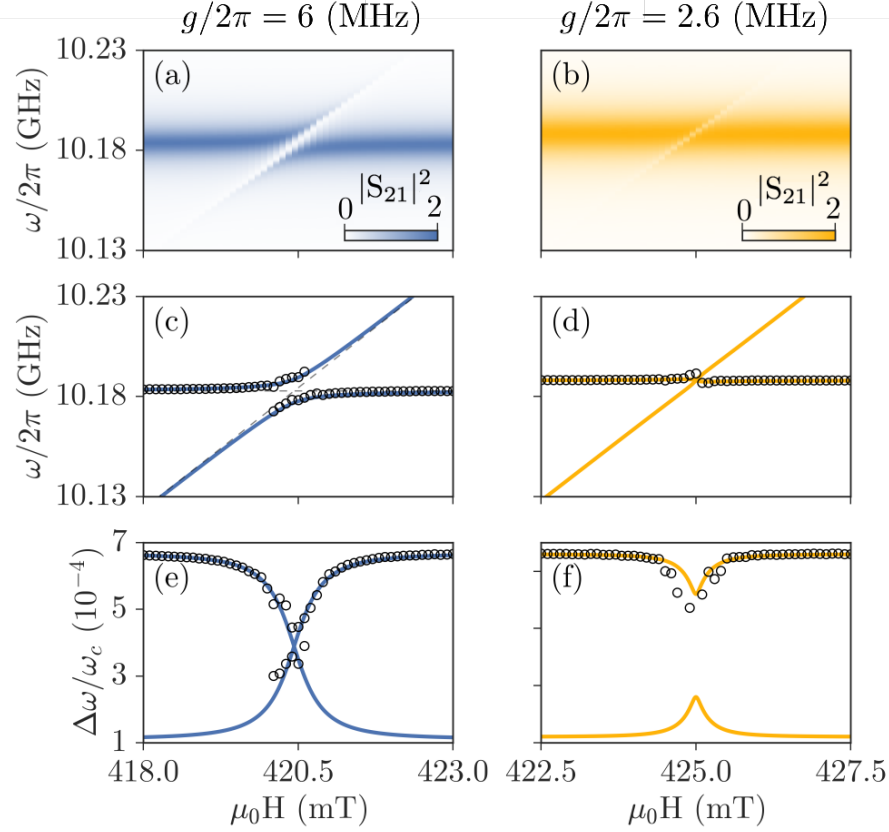 g/2π = 6 (MHz)
g/2π = 2.6 (MHz)
10.23
10.18
10.13
ω/2π (GHz)
(a)
|S₂₁|²
0 2
(b)
|S₂₁|²
0 2
10.23
10.18
10.13
ω/2π (GHz)
(c)
(d)
7
5
3
1
Δω/ω_c (10⁻⁴)
(e)
(f)
418.0 420.5 423.0
422.5 425.0 427.5
μ₀H (mT)
μ₀H (mT)